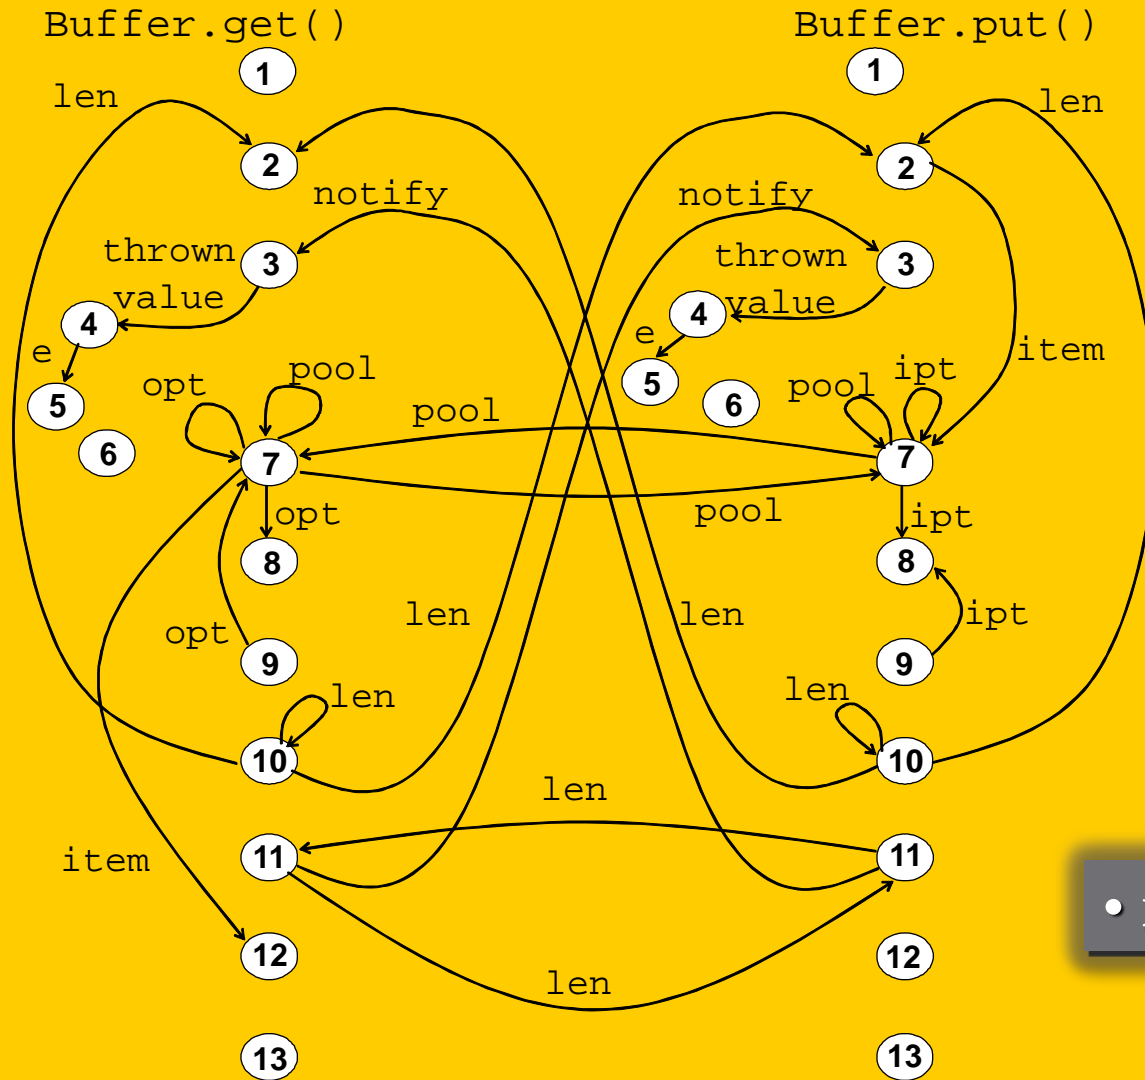 Buffer.get() Buffer.put()
1 1
len len
2 2
notify notify
thrown 3 thrown 3
value value
4 4
e e
5 5
6 6
item
opt pool pool ipt
pool
7 7
opt pool ipt
8 8
len len
opt ipt
9 9
len len
10 10
len
11 11
item
12 12
len
13 13